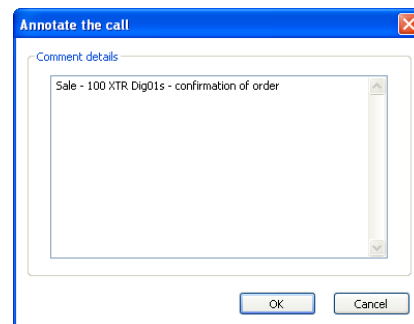 Annotate the call
Comment details
Sale - 100 XTR Dig01s - confirmation of order
OK
Cancel